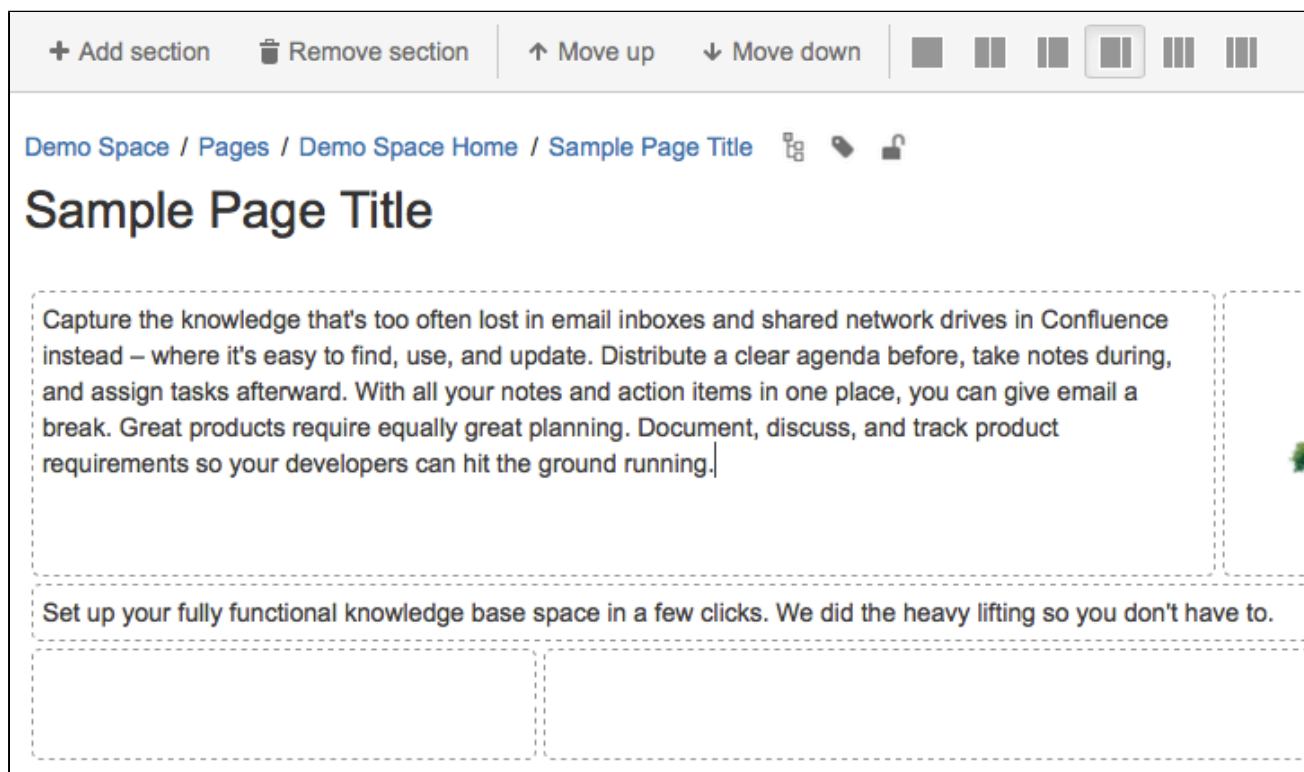 Add section Remove section Move up Move down
Demo Space / Pages / Demo Space Home / Sample Page Title
Sample Page Title
Capture the knowledge that's too often lost in email inboxes and shared network drives in Confluence
instead – where it's easy to find, use, and update. Distribute a clear agenda before, take notes during,
and assign tasks afterward. With all your notes and action items in one place, you can give email a
break. Great products require equally great planning. Document, discuss, and track product
requirements so your developers can hit the ground running.
Set up your fully functional knowledge base space in a few clicks. We did the heavy lifting so you don't have to.